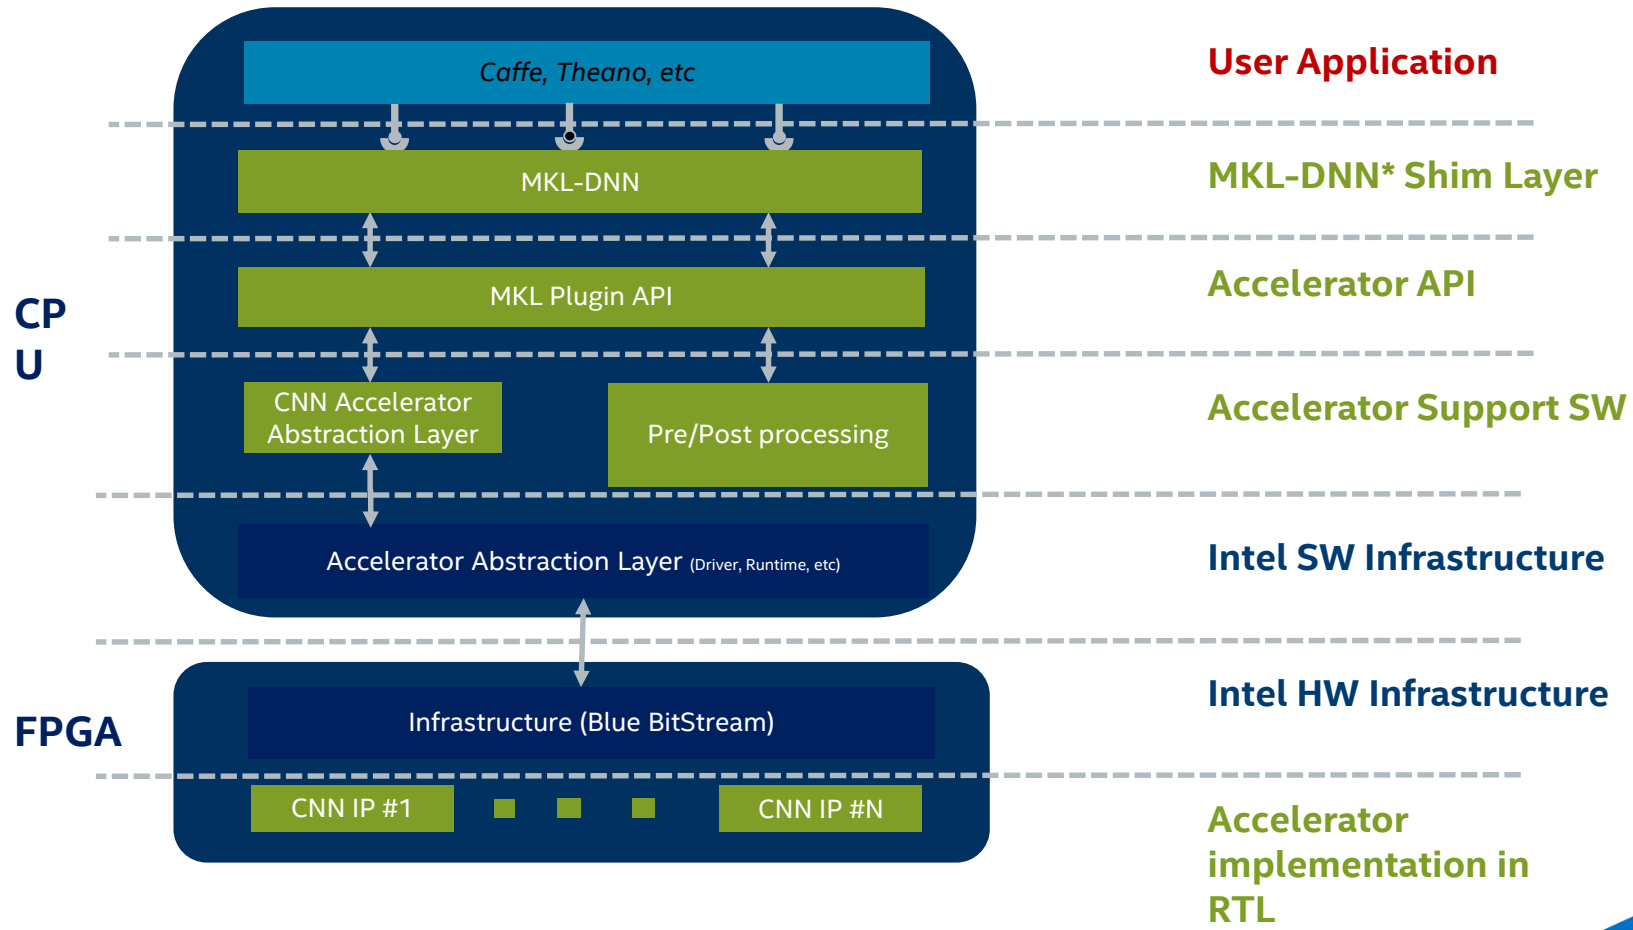 Caffe, Theano, etc
User Application
MKL-DNN
MKL-DNN* Shim Layer
MKL Plugin API
Accelerator API
CP
U
CNN Accelerator
Abstraction Layer
Pre/Post processing
Accelerator Support SW
Accelerator Abstraction Layer (Driver, Runtime, etc)
Intel SW Infrastructure
FPGA
Infrastructure (Blue BitStream)
Intel HW Infrastructure
CNN IP #1
CNN IP #N
Accelerator
implementation in
RTL